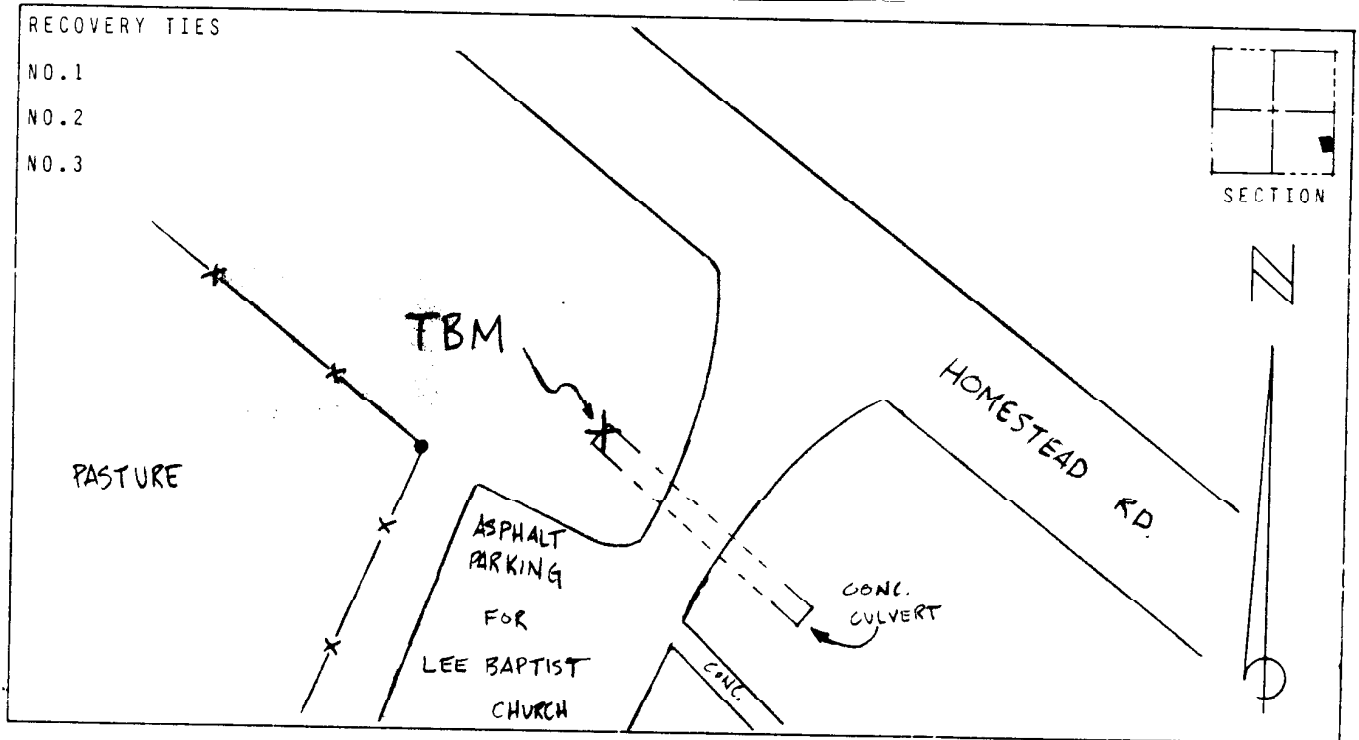 RECOVERY TIES
NO.1
NO.2
NO.3
SECTION
N
TBM
HOMESTEAD RD.
PASTURE
ASPHALT
PARKING
FOR
LEE BAPTIST
CHURCH
CONC.
CULVERT
CONC.